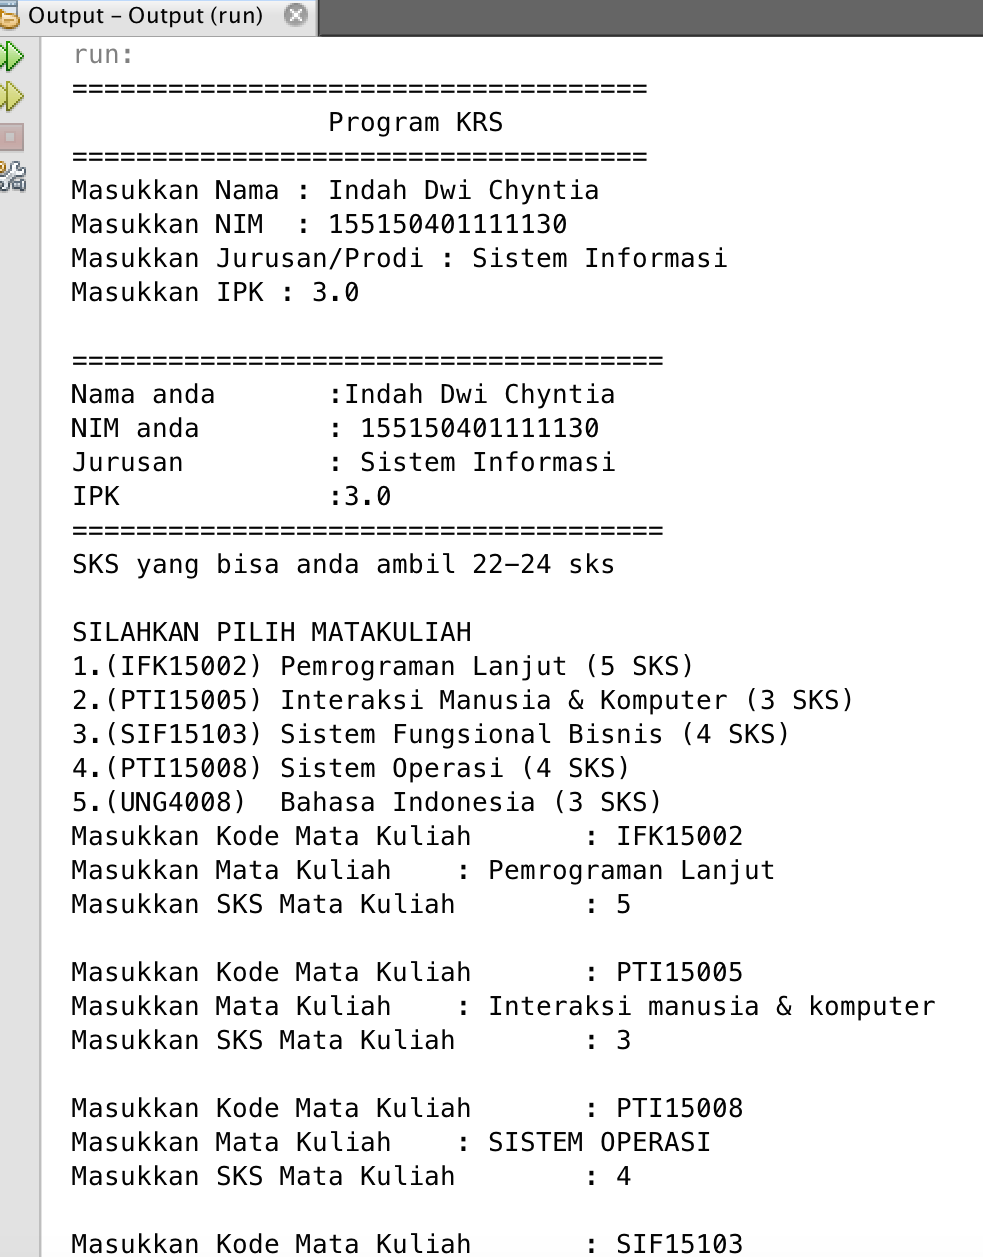 Output – Output (run)
run:
====================================
Program KRS
====================================
Masukkan Nama : Indah Dwi Chyntia
Masukkan NIM  : 155150401111130
Masukkan Jurusan/Prodi : Sistem Informasi
Masukkan IPK : 3.0
=====================================
Nama anda       :Indah Dwi Chyntia
NIM anda        : 155150401111130
Jurusan         : Sistem Informasi
IPK             :3.0
=====================================
SKS yang bisa anda ambil 22–24 sks
SILAHKAN PILIH MATAKULIAH
1.(IFK15002) Pemrograman Lanjut (5 SKS)
2.(PTI15005) Interaksi Manusia & Komputer (3 SKS)
3.(SIF15103) Sistem Fungsional Bisnis (4 SKS)
4.(PTI15008) Sistem Operasi (4 SKS)
5.(UNG4008)  Bahasa Indonesia (3 SKS)
Masukkan Kode Mata Kuliah       : IFK15002
Masukkan Mata Kuliah    : Pemrograman Lanjut
Masukkan SKS Mata Kuliah        : 5
Masukkan Kode Mata Kuliah       : PTI15005
Masukkan Mata Kuliah    : Interaksi manusia & komputer
Masukkan SKS Mata Kuliah        : 3
Masukkan Kode Mata Kuliah       : PTI15008
Masukkan Mata Kuliah    : SISTEM OPERASI
Masukkan SKS Mata Kuliah        : 4
Masukkan Kode Mata Kuliah       : SIF15103